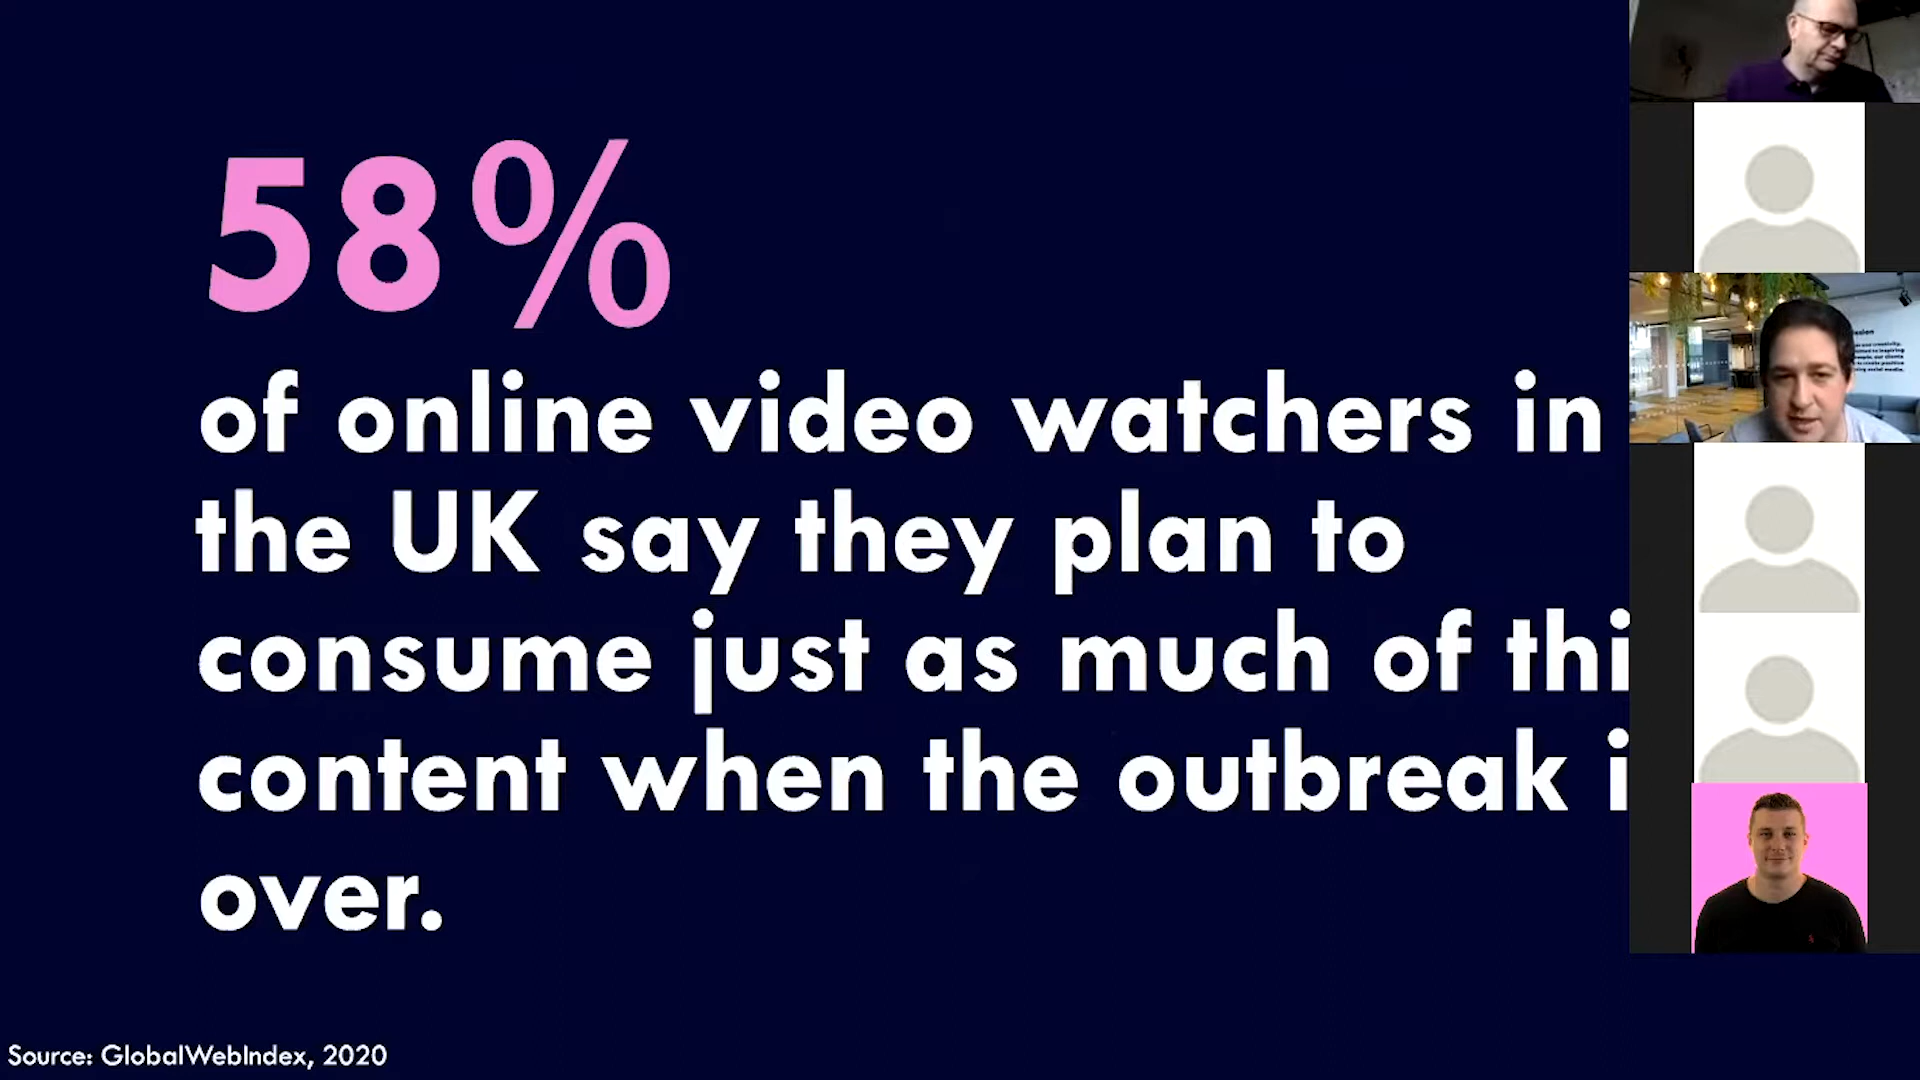 58%
of online video watchers in
the UK say they plan to
consume just as much of thi
content when the outbreak i
over.
Source: GlobalWebIndex, 2020